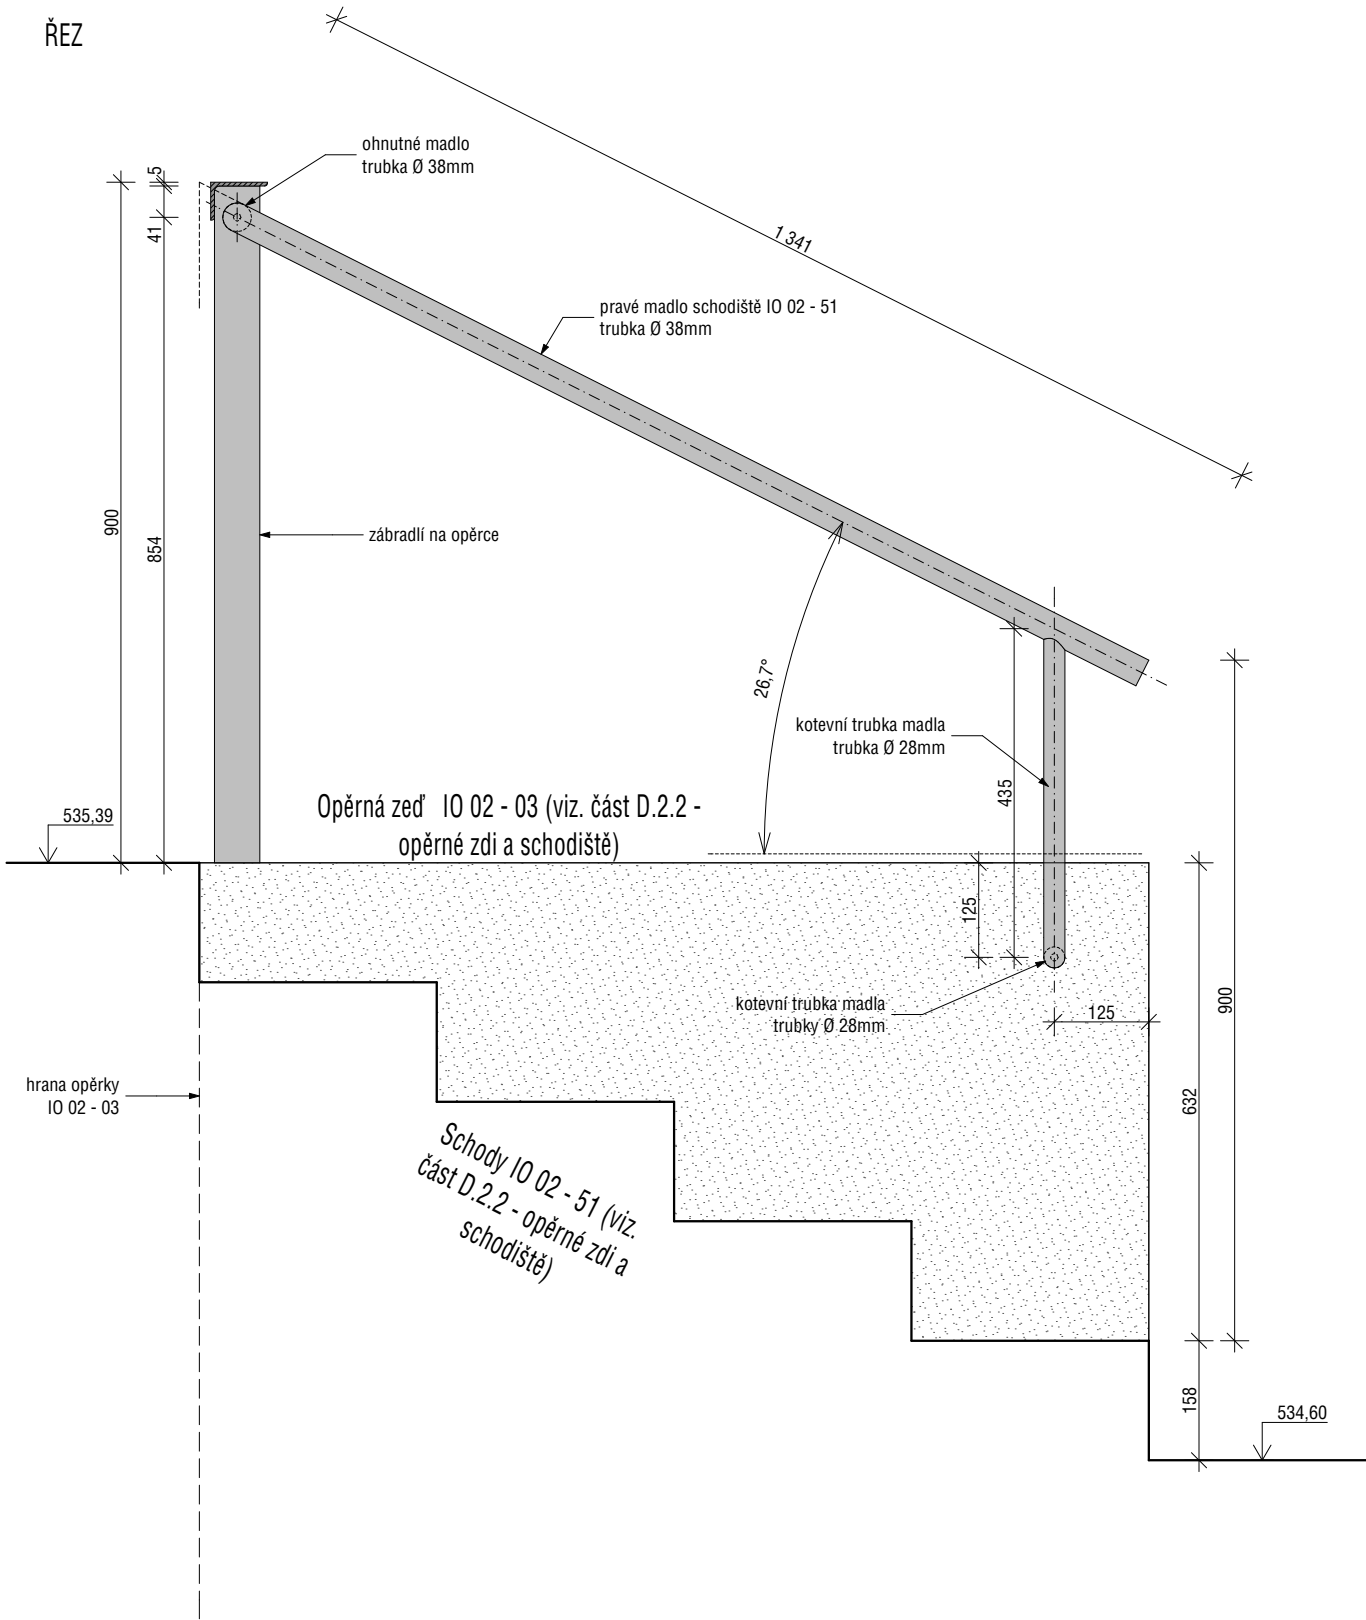 ŘEZ
ohnutné madlo
trubka Ø 38mm
5
41
1 341
pravé madlo schodiště IO 02 - 51
trubka Ø 38mm
900
854
zábradlí na opěrce
26,7°
kotevní trubka madla
trubka Ø 28mm
435
Opěrná zeď IO 02 - 03 (viz. část D.2.2 -
opěrné zdi a schodiště)
535,39
125
kotevní trubka madla
trubky Ø 28mm
125
900
hrana opěrky
IO 02 - 03
632
Schody IO 02 - 51 (viz.
část D.2.2 - opěrné zdi a
schodiště)
158
534,60